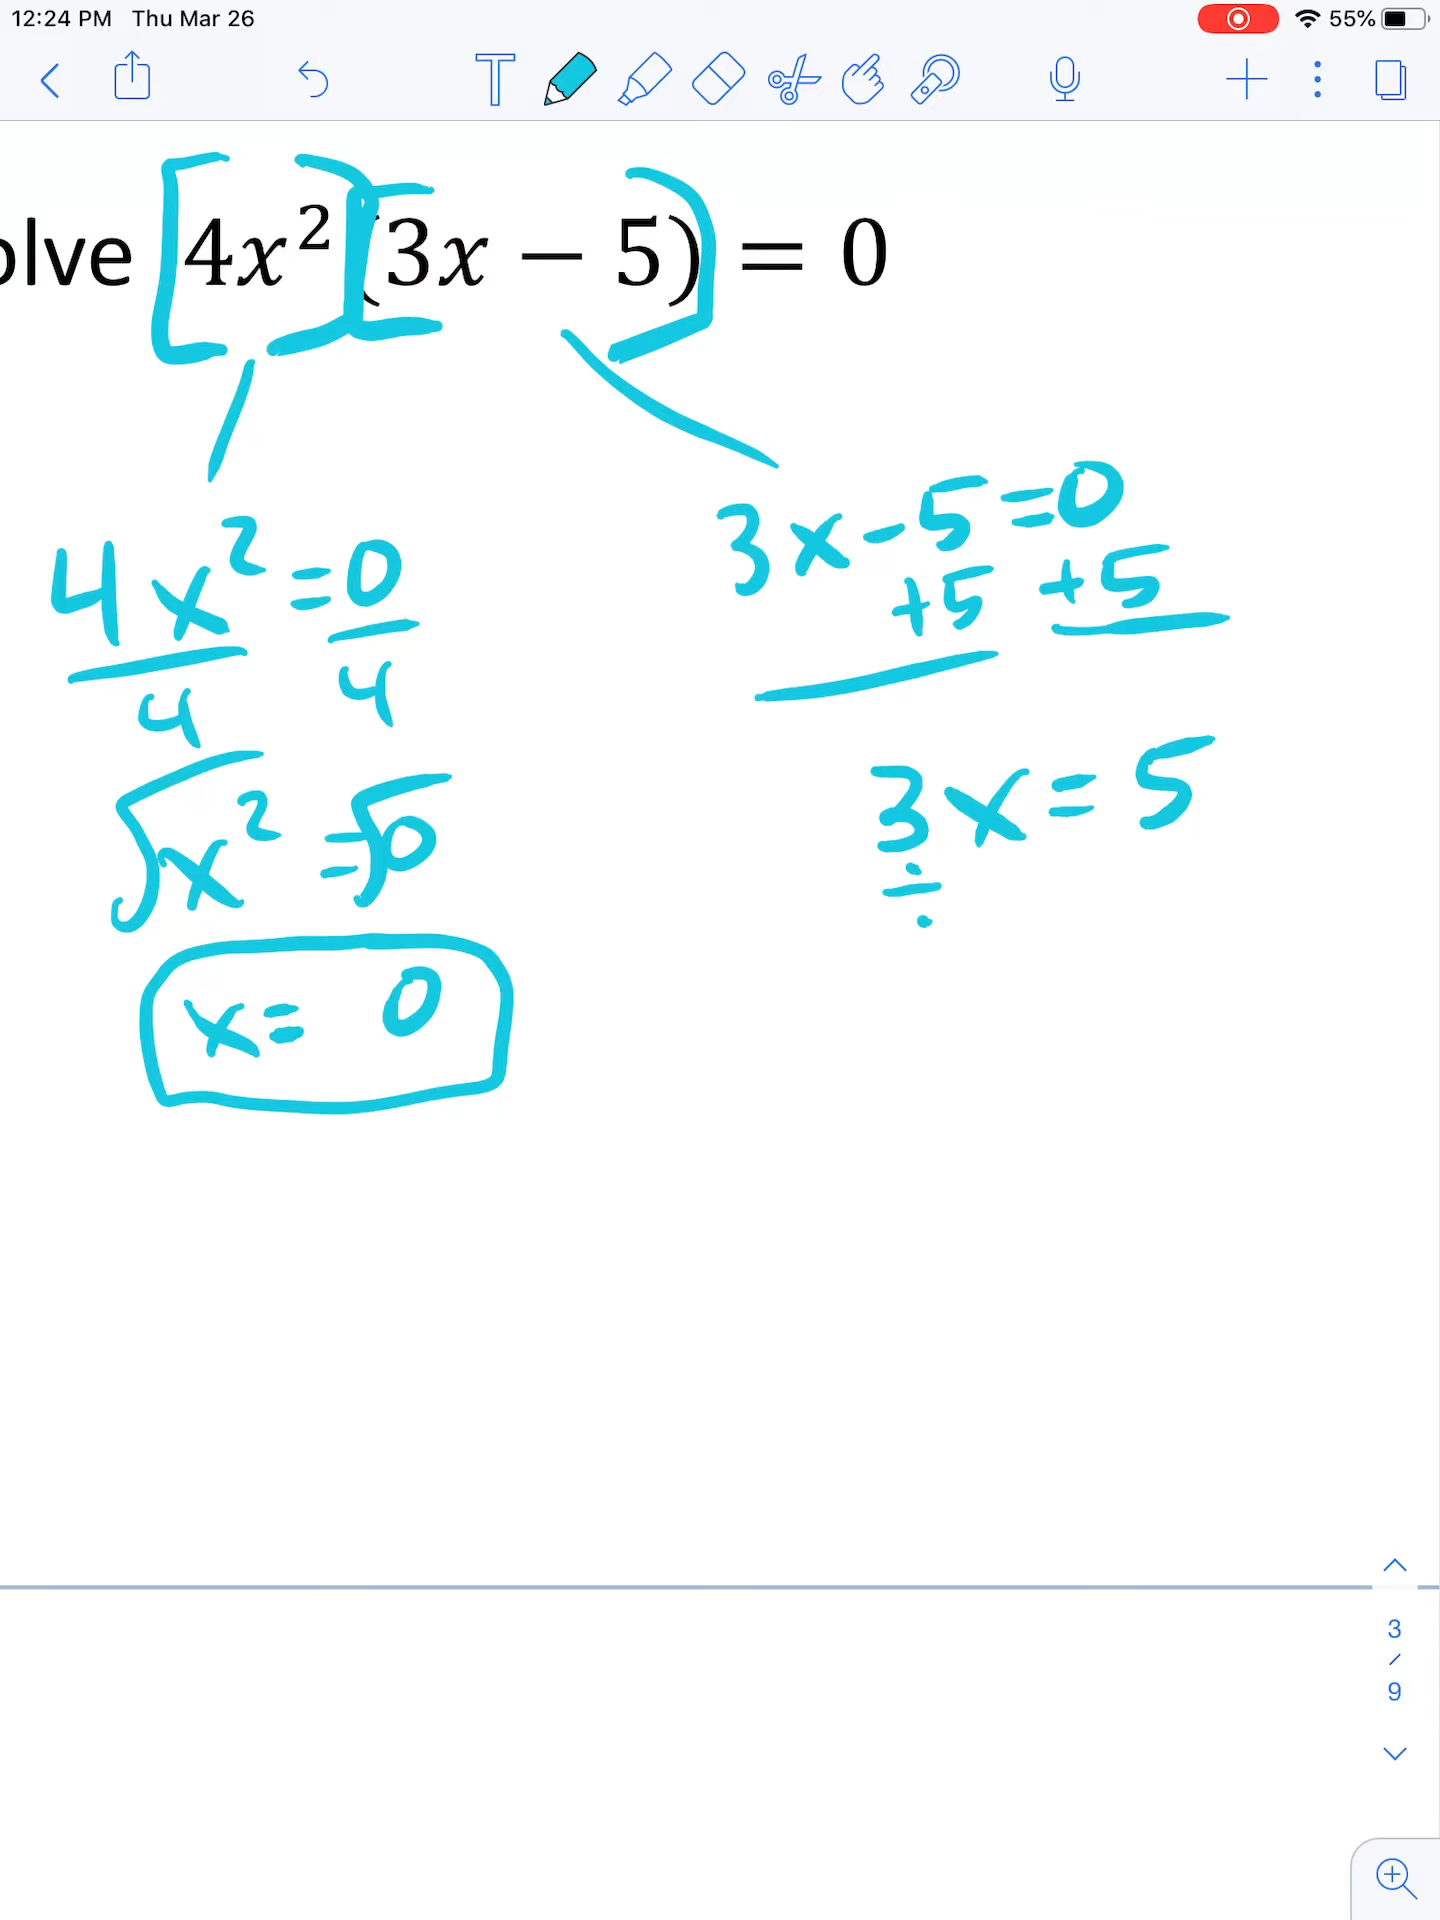 12:24 PM Thu Mar 26
55%
T
olve [4x²][(3x − 5)] = 0
4x² = 0
4 4
√x² = √0
x = 0
3x - 5 = 0
+5 +5
3x = 5
÷
3
/
9